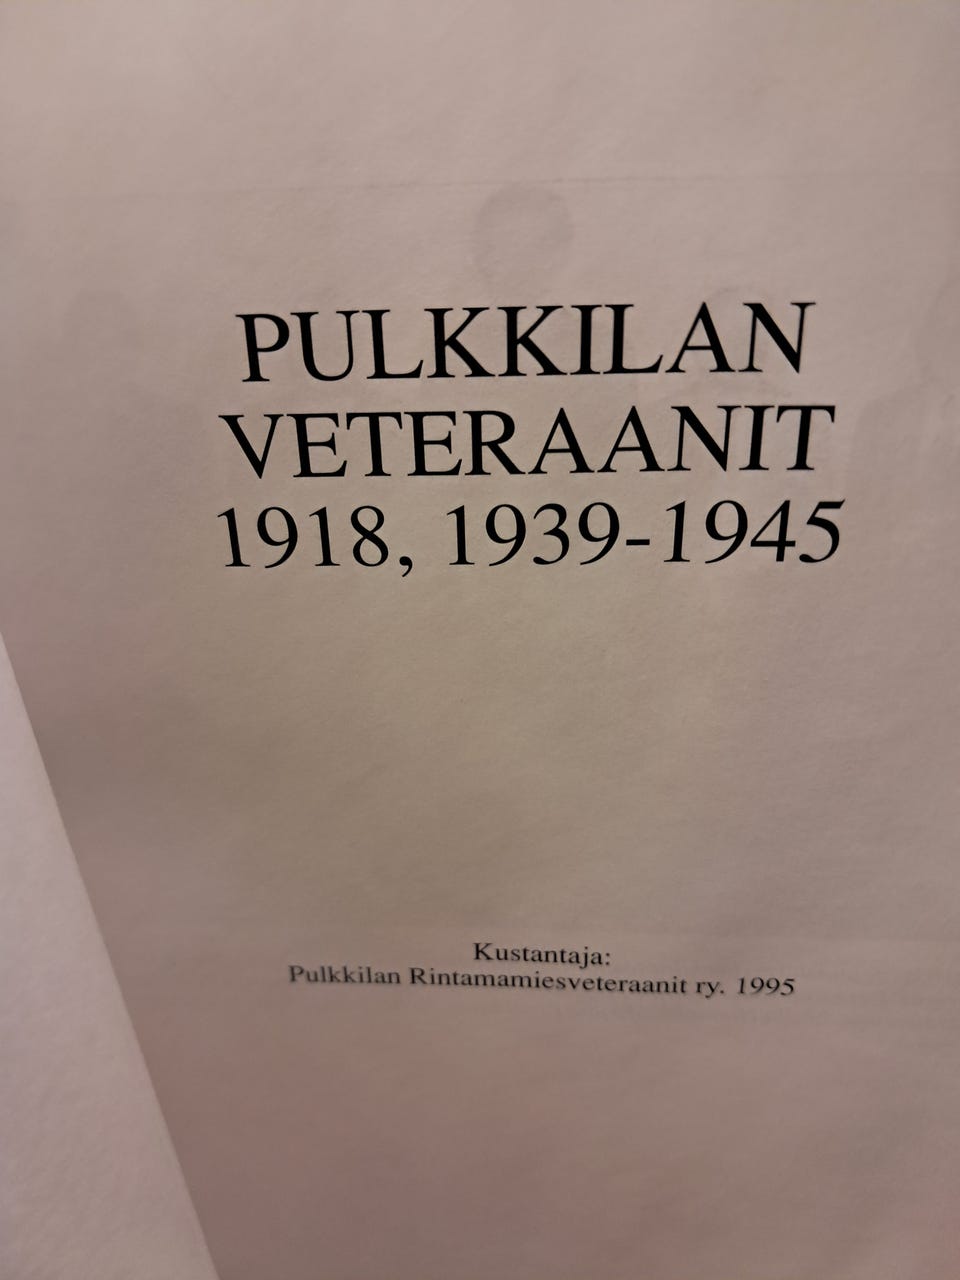 PULKKILAN
VETERAANIT
1918, 1939-1945
Kustantaja:
Pulkkilan Rintamamiesveteraanit ry. 1995